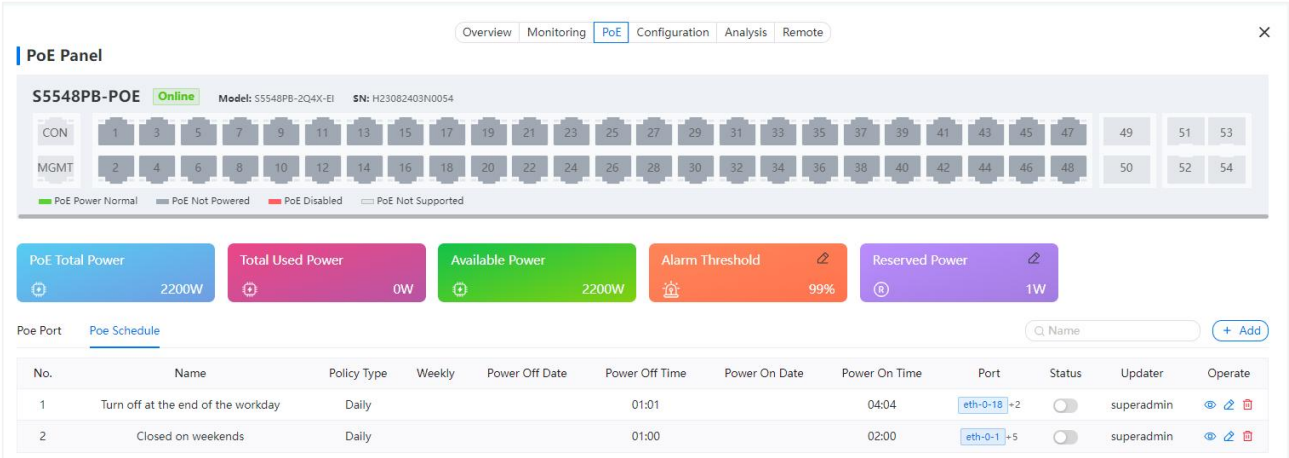 Overview Monitoring PoE Configuration Analysis Remote
PoE Panel
S5548PB-POE Online Model: S5548PB-2Q4X-EI SN: H23082403N0054
CON 1 3 5 7 9 11 13 15 17 19 21 23 25 27 29 31 33 35 37 39 41 43 45 47 49 51 53
MGMT 2 4 6 8 10 12 14 16 18 20 22 24 26 28 30 32 34 36 38 40 42 44 46 48 50 52 54
PoE Power Normal PoE Not Powered PoE Disabled PoE Not Supported
PoE Total Power Total Used Power Available Power Alarm Threshold Reserved Power
2200W 0W 2200W 99% R 1W
Poe Port Poe Schedule Name + Add
No. Name Policy Type Weekly Power Off Date Power Off Time Power On Date Power On Time Port Status Updater Operate
1 Turn off at the end of the workday Daily 01:01 04:04 eth-0-18 +2 superadmin
2 Closed on weekends Daily 01:00 02:00 eth-0-1 +5 superadmin